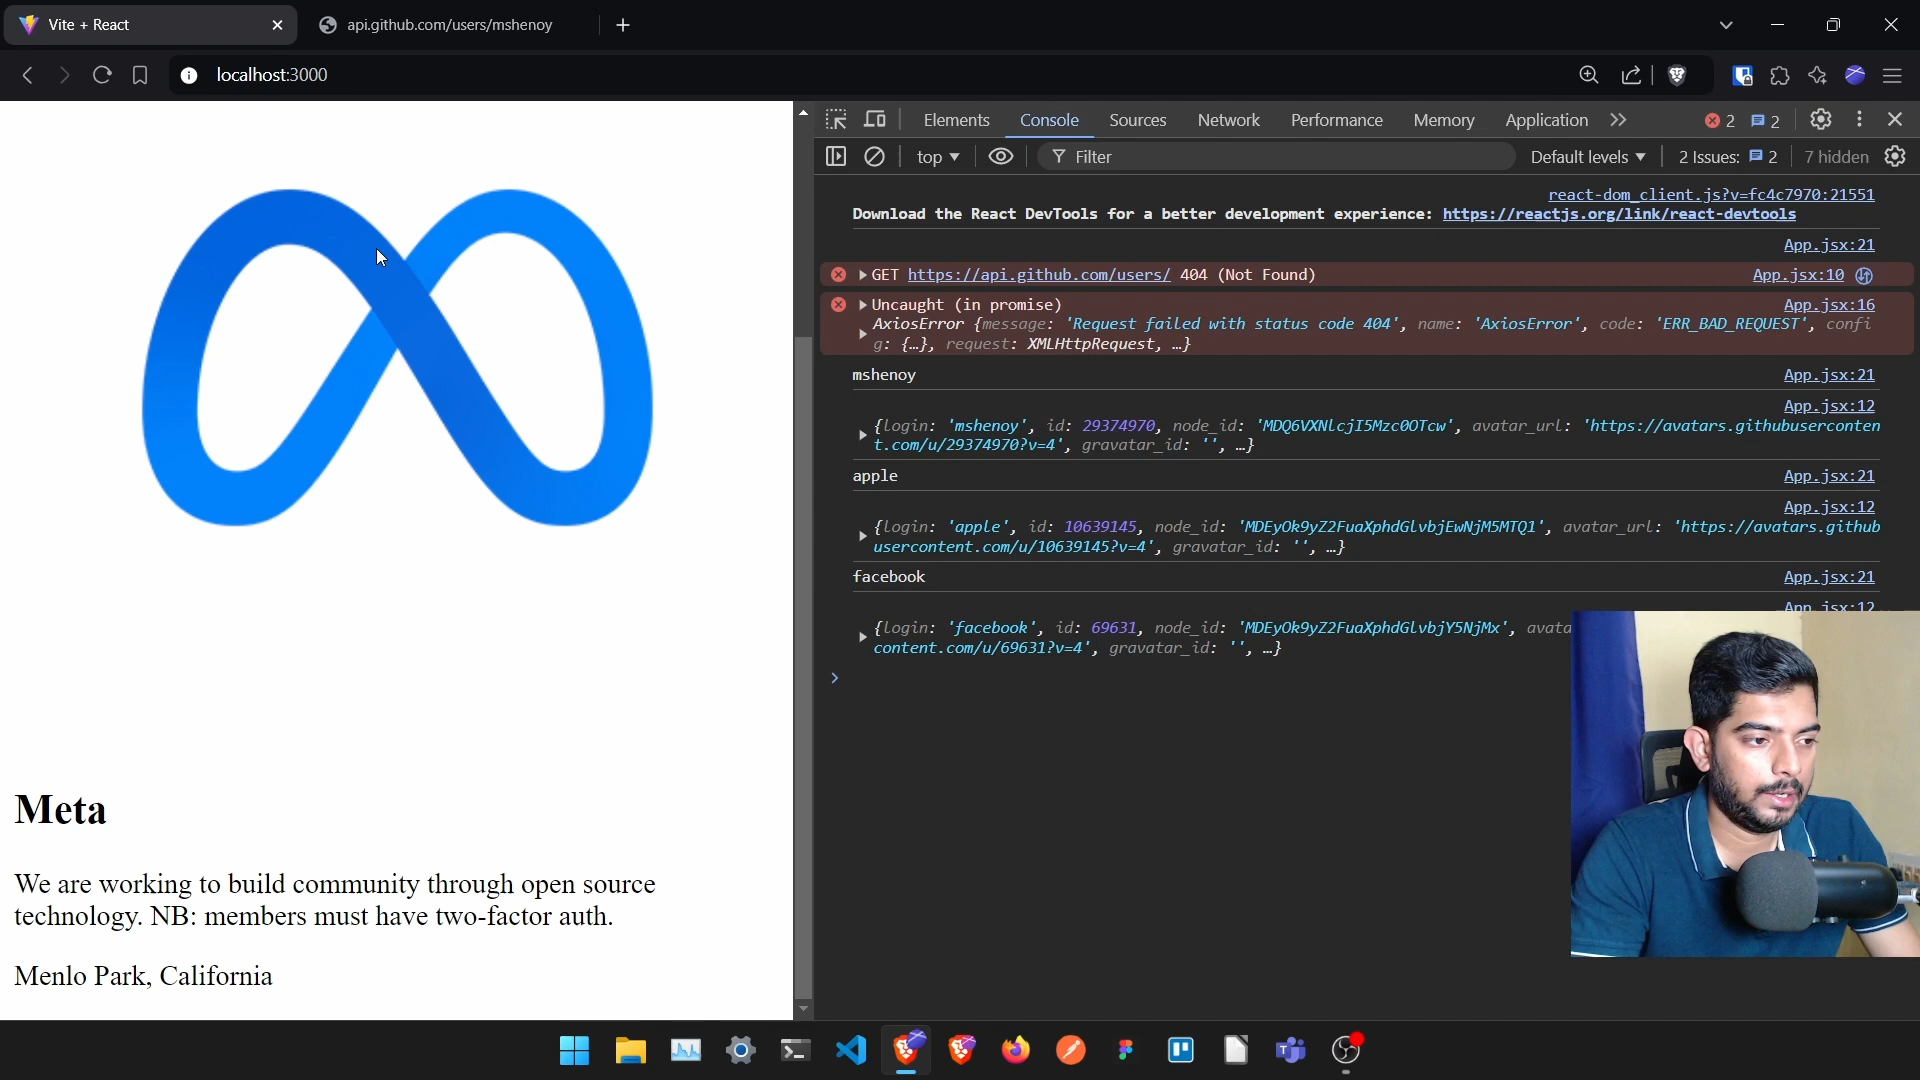 Vite + React
api.github.com/users/mshenoy
localhost:3000
Elements Console Sources Network Performance Memory Application 2 2
top Filter Default levels 2 Issues: 2 7 hidden
react-dom_client.js?v=fc4c7970:21551
Download the React DevTools for a better development experience: https://reactjs.org/link/react-devtools
App.jsx:21
GET https://api.github.com/users/ 404 (Not Found) App.jsx:10
Uncaught (in promise) App.jsx:16
AxiosError {message: 'Request failed with status code 404', name: 'AxiosError', code: 'ERR_BAD_REQUEST', confi
g: {…}, request: XMLHttpRequest, …}
mshenoy App.jsx:21
App.jsx:12
{login: 'mshenoy', id: 29374970, node_id: 'MDQ6VXNlcjI5Mzc0OTcw', avatar_url: 'https://avatars.githubuserconten
t.com/u/29374970?v=4', gravatar_id: '', …}
apple App.jsx:21
App.jsx:12
{login: 'apple', id: 10639145, node_id: 'MDEyOk9yZ2FuaXphdGlvbjEwNjM5MTQ1', avatar_url: 'https://avatars.github
usercontent.com/u/10639145?v=4', gravatar_id: '', …}
facebook App.jsx:21
App.jsx:12
{login: 'facebook', id: 69631, node_id: 'MDEyOk9yZ2FuaXphdGlvbjY5NjMx', avata
content.com/u/69631?v=4', gravatar_id: '', …}
Meta
We are working to build community through open source
technology. NB: members must have two-factor auth.
Menlo Park, California